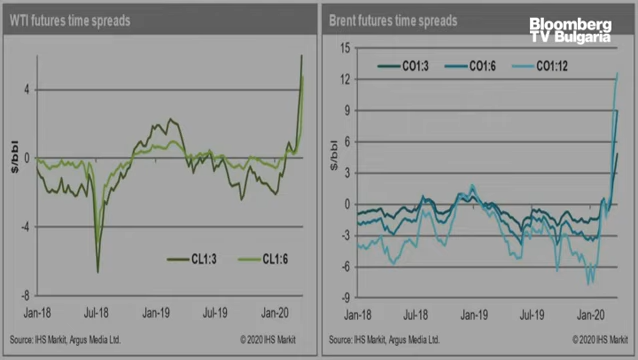 WTI futures time spreads
$/bbl
4
0
-4
-8
CL1:3
CL1:6
Jan-18
Jul-18
Jan-19
Jul-19
Jan-20
Source: IHS Markit, Argus Media Ltd.
© 2020 IHS Markit
Brent futures time spreads
Bloomberg
TV Bulgaria
CO1:3
CO1:6
CO1:12
$/bbl
15
12
9
6
3
0
-3
-6
-9
Jan-18
Jul-18
Jan-19
Jul-19
Jan-20
Source: IHS Markit, Argus Media Ltd.
© 2020 IHS Markit